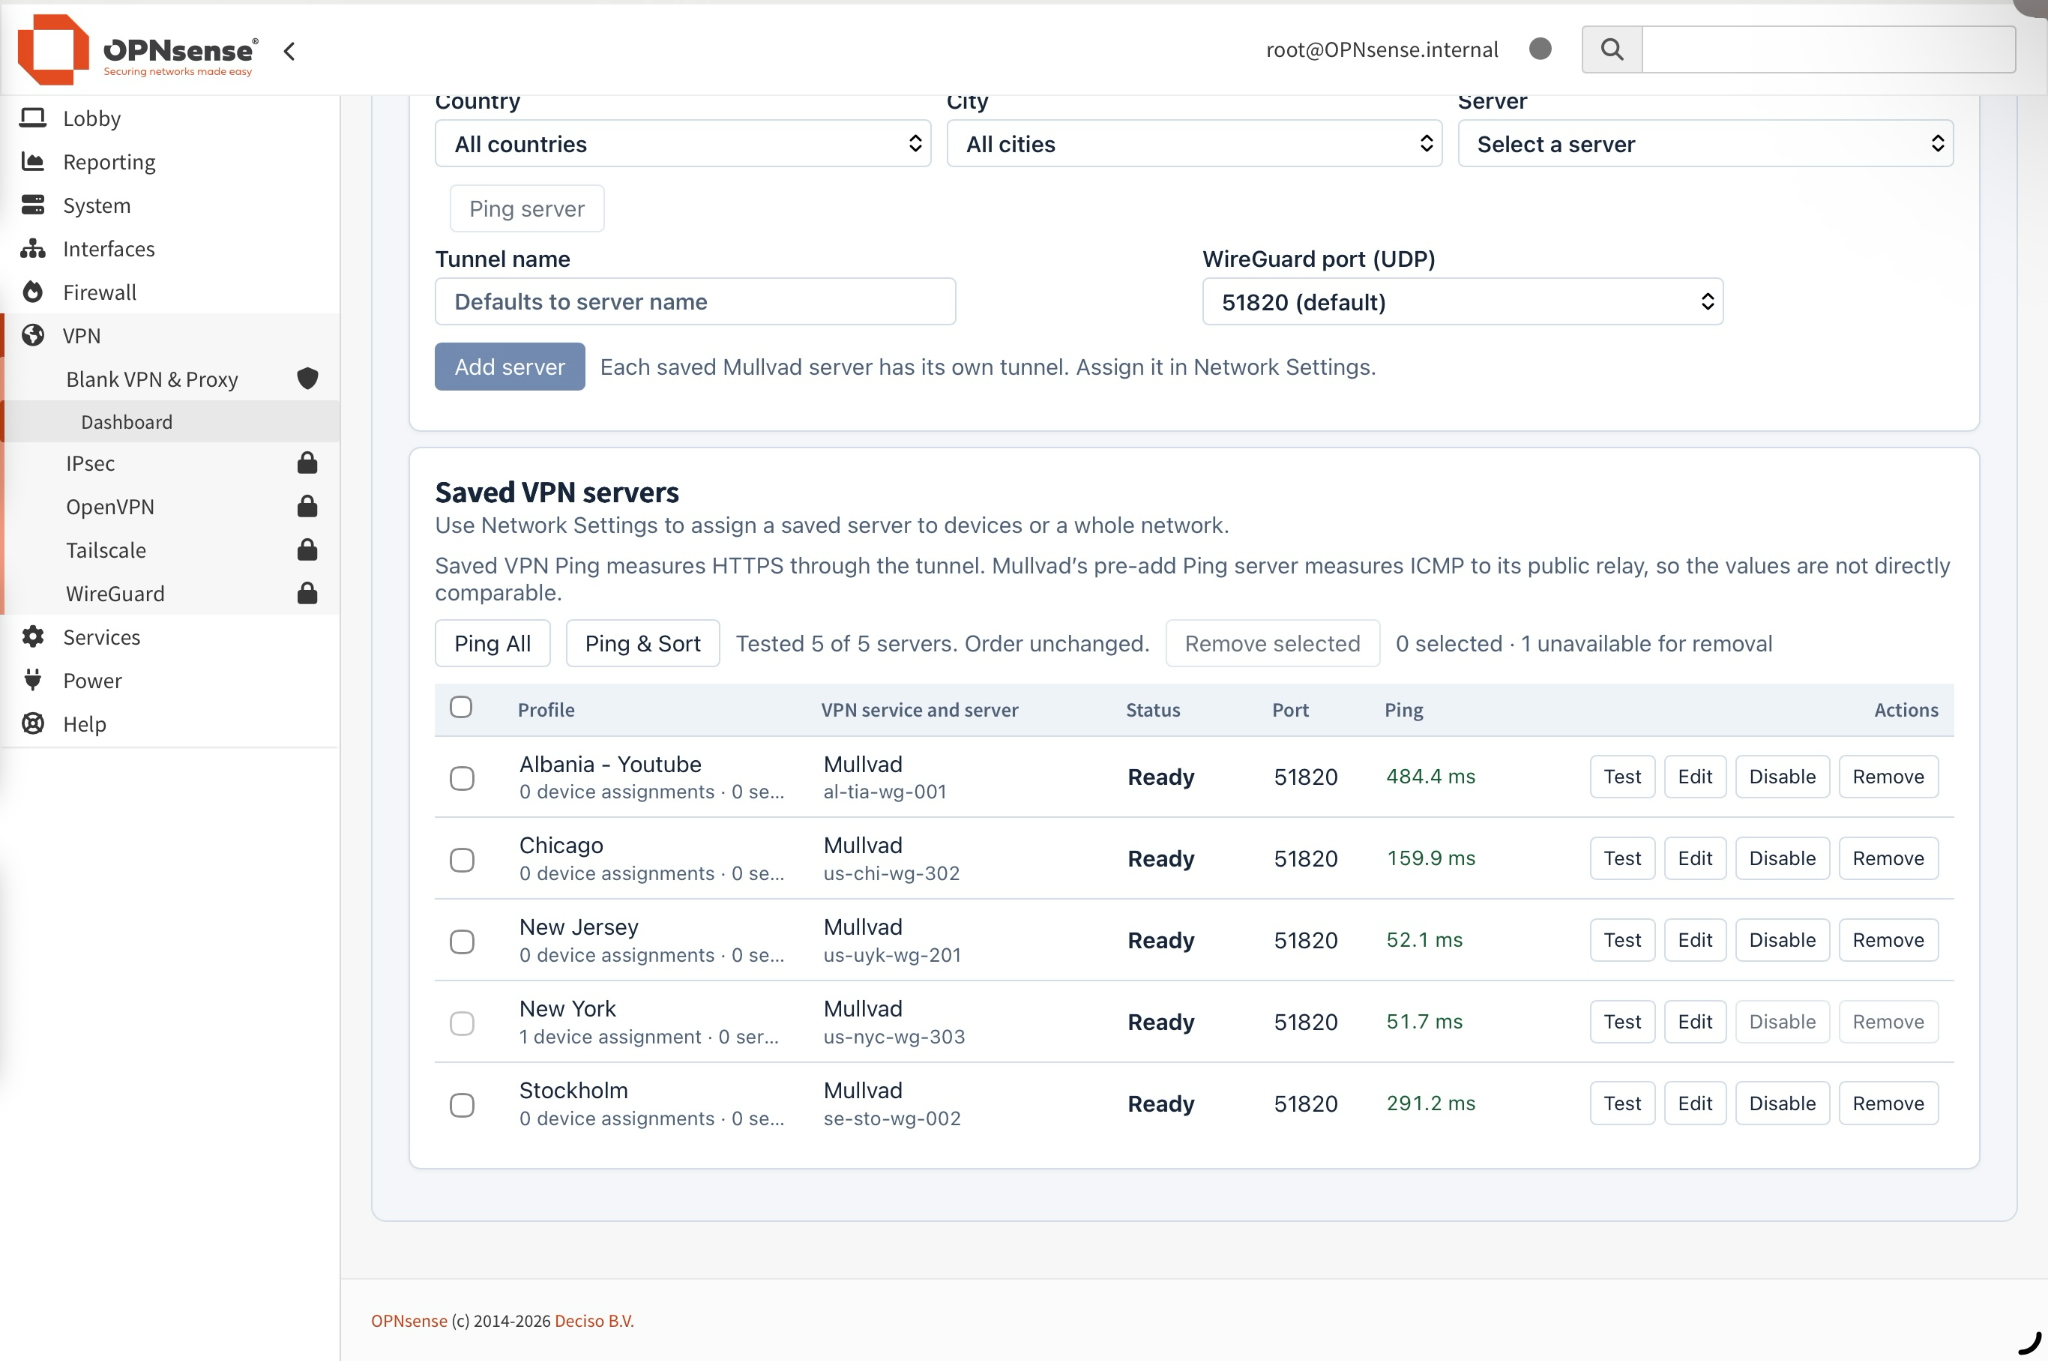 OPNsense®
Securing networks made easy
root@OPNsense.internal
Lobby
Reporting
System
Interfaces
Firewall
VPN
Blank VPN & Proxy
Dashboard
IPsec
OpenVPN
Tailscale
WireGuard
Services
Power
Help
Country City Server
All countries All cities Select a server
Ping server
Tunnel name WireGuard port (UDP)
Defaults to server name 51820 (default)
Add server Each saved Mullvad server has its own tunnel. Assign it in Network Settings.
Saved VPN servers
Use Network Settings to assign a saved server to devices or a whole network.
Saved VPN Ping measures HTTPS through the tunnel. Mullvad’s pre-add Ping server measures ICMP to its public relay, so the values are not directly
comparable.
Ping All Ping & Sort Tested 5 of 5 servers. Order unchanged. Remove selected 0 selected · 1 unavailable for removal
Profile VPN service and server Status Port Ping Actions
Albania - Youtube Mullvad Ready 51820 484.4 ms Test Edit Disable Remove
0 device assignments · 0 se... al-tia-wg-001
Chicago Mullvad Ready 51820 159.9 ms Test Edit Disable Remove
0 device assignments · 0 se... us-chi-wg-302
New Jersey Mullvad Ready 51820 52.1 ms Test Edit Disable Remove
0 device assignments · 0 se... us-uyk-wg-201
New York Mullvad Ready 51820 51.7 ms Test Edit Disable Remove
1 device assignment · 0 ser... us-nyc-wg-303
Stockholm Mullvad Ready 51820 291.2 ms Test Edit Disable Remove
0 device assignments · 0 se... se-sto-wg-002
OPNsense (c) 2014-2026 Deciso B.V.